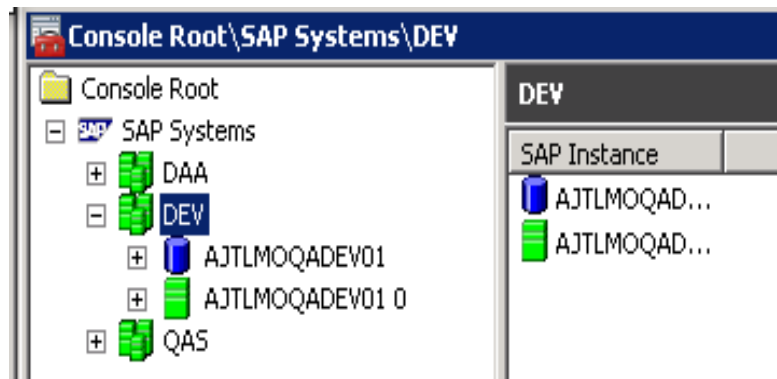 Console Root\SAP Systems\DEV
Console Root
DEV
SAP SAP Systems
SAP Instance
DAA
AJTLMOQAD...
DEV
AJTLMOQADEV01
AJTLMOQAD...
AJTLMOQADEV01 0
QAS